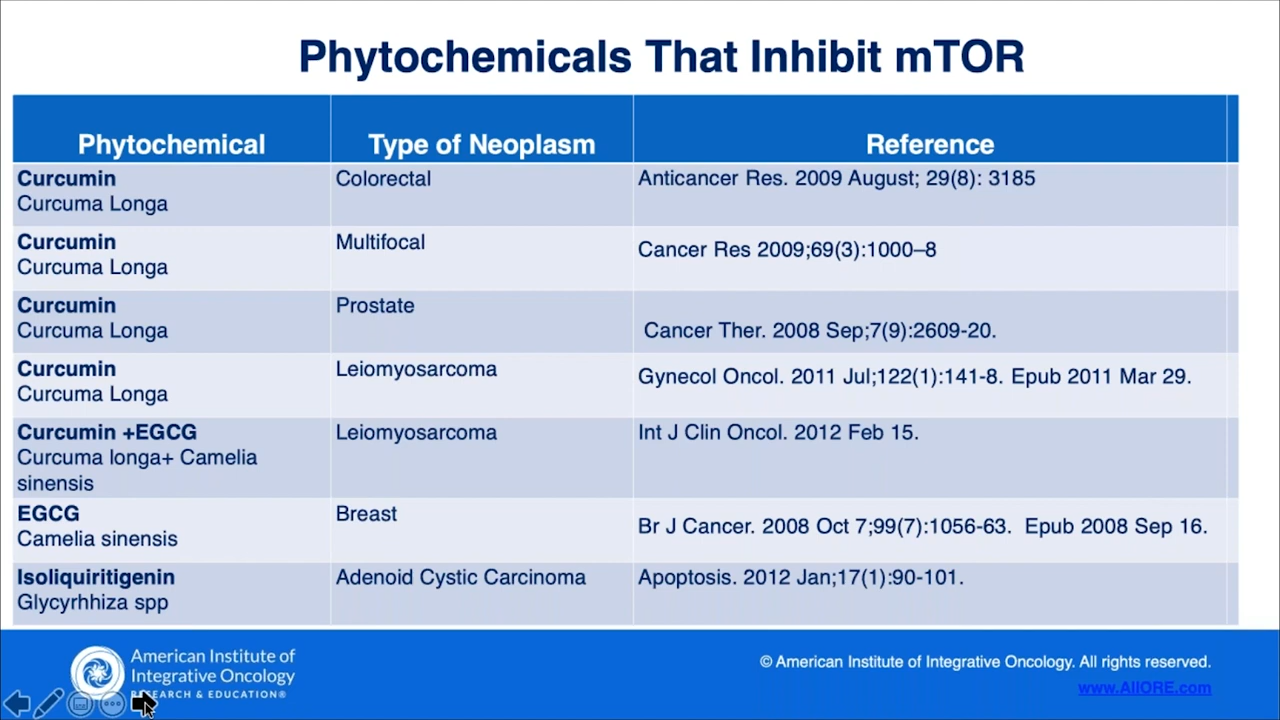 Phytochemicals That Inhibit mTOR
Phytochemical
Type of Neoplasm
Reference
Curcumin
Curcuma Longa
Colorectal
Anticancer Res. 2009 August; 29(8): 3185
Curcumin
Curcuma Longa
Multifocal
Cancer Res 2009;69(3):1000–8
Curcumin
Curcuma Longa
Prostate
Cancer Ther. 2008 Sep;7(9):2609-20.
Curcumin
Curcuma Longa
Leiomyosarcoma
Gynecol Oncol. 2011 Jul;122(1):141-8. Epub 2011 Mar 29.
Curcumin +EGCG
Curcuma longa+ Camelia
sinensis
Leiomyosarcoma
Int J Clin Oncol. 2012 Feb 15.
EGCG
Camelia sinensis
Breast
Br J Cancer. 2008 Oct 7;99(7):1056-63. Epub 2008 Sep 16.
Isoliquiritigenin
Glycyrhhiza spp
Adenoid Cystic Carcinoma
Apoptosis. 2012 Jan;17(1):90-101.
American Institute of
Integrative Oncology
RESEARCH & EDUCATION®
© American Institute of Integrative Oncology. All rights reserved.
www.AIIORE.com